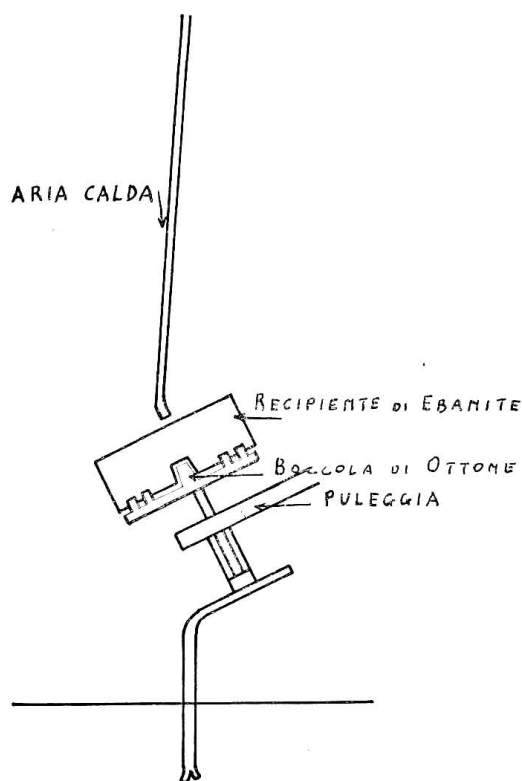 ARIA CALDA
RECIPIENTE DI EBANITE
BOCCOLA DI OTTONE
PULEGGIA